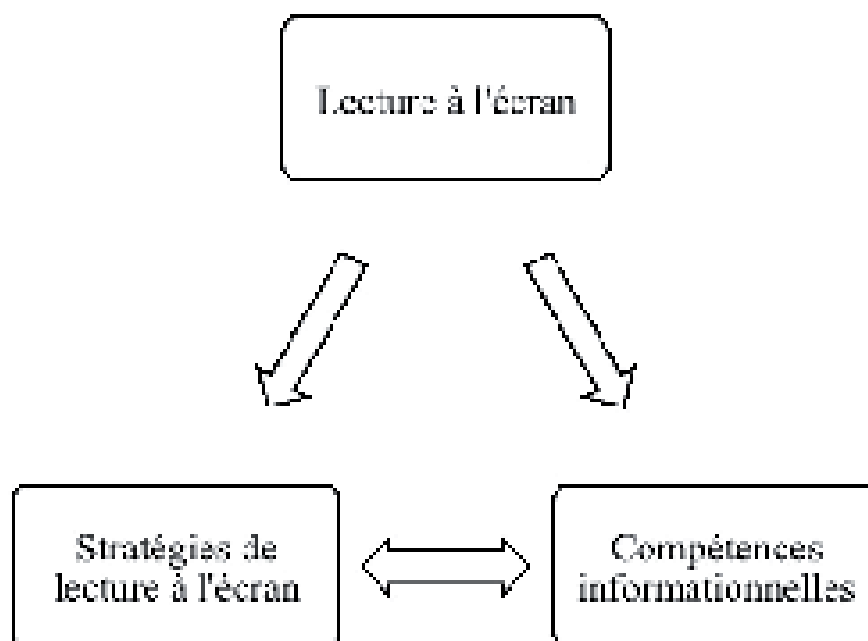 Lecture à l'écran
Stratégies de
lecture à l'écran
Compétences
informationnelles